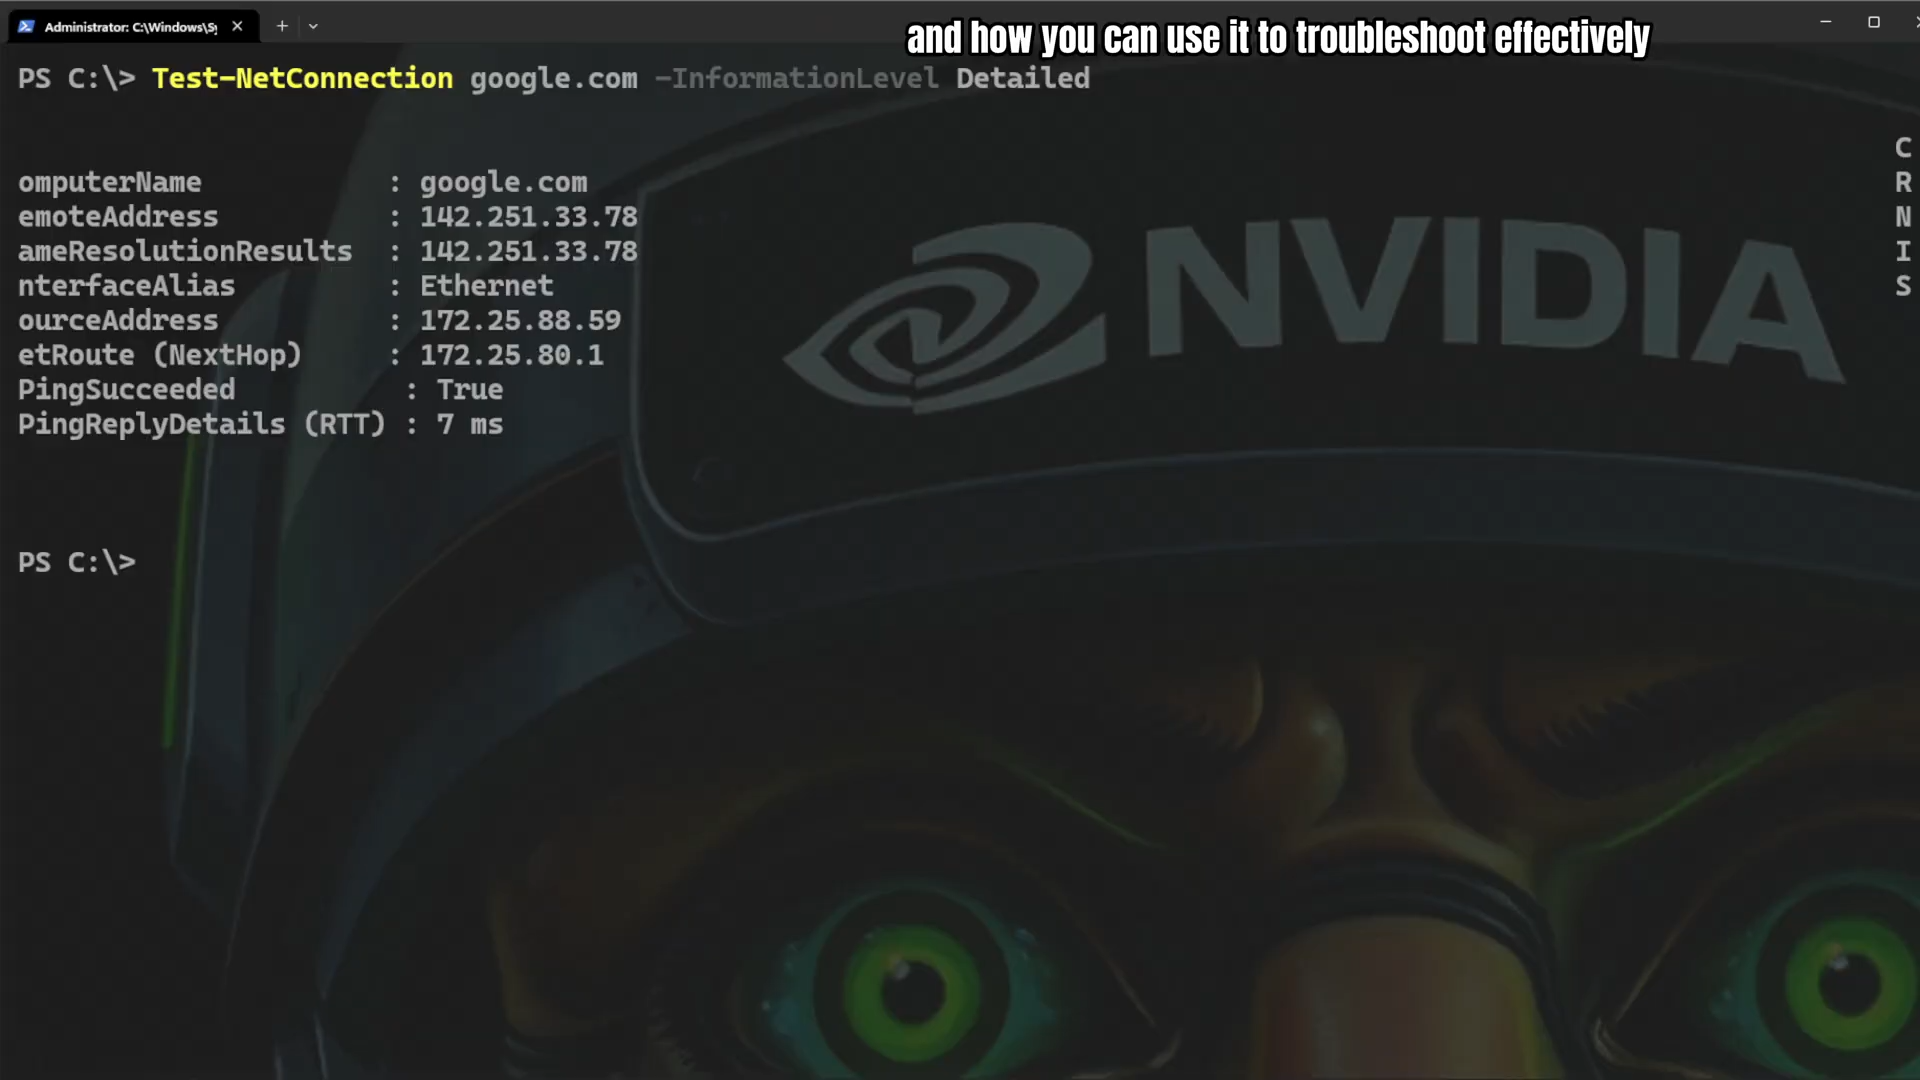 Administrator: C:\Windows\Sy
and how you can use it to troubleshoot effectively
PS C:\> Test-NetConnection google.com -InformationLevel Detailed
C
omputerName : google.com R
emoteAddress : 142.251.33.78 N
ameResolutionResults : 142.251.33.78 I
nterfaceAlias : Ethernet S
ourceAddress : 172.25.88.59
etRoute (NextHop) : 172.25.80.1
PingSucceeded : True
PingReplyDetails (RTT) : 7 ms
PS C:\>
NVIDIA